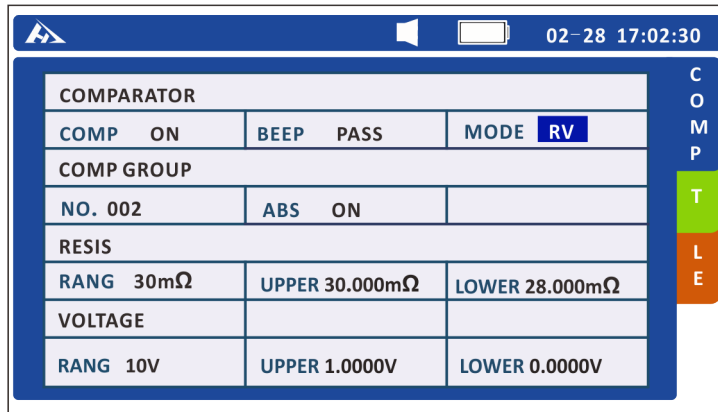 02-28 17:02:30
COMPARATOR
COMP ON BEEP PASS MODE RV
COMP GROUP
NO. 002 ABS ON
RESIS
RANG 30mΩ UPPER 30.000mΩ LOWER 28.000mΩ
VOLTAGE
RANG 10V UPPER 1.0000V LOWER 0.0000V
COMP
T
LE